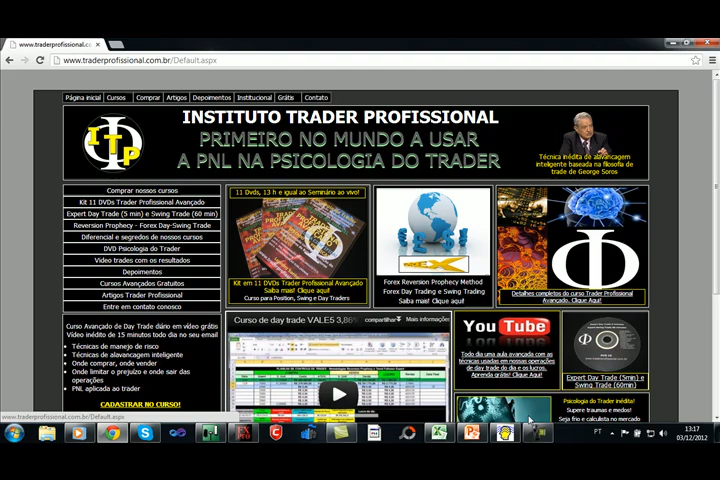 www.traderprofissional.c
www.traderprofissional.com.br/Default.aspx
Página inicial
Cursos
Comprar
Artigos
Depoimentos
Institucional
Grátis
Contato
ITP
INSTITUTO TRADER PROFISSIONAL
PRIMEIRO NO MUNDO A USAR
A PNL NA PSICOLOGIA DO TRADER
Técnica inédita de alavancagem
inteligente baseada na filosofia
de trade de George Soros
Comprar nossos cursos
Kit 11 DVDs Trader Profissional Avançado
Expert Day Trade (5 min) e Swing Trade (60 min)
Reversion Prophecy - Forex Day-Swing Trade
Diferencial e segredos de nossos cursos
DVD Psicologia do Trader
Video trades com os resultados
Depoimentos
Cursos Avançados Gratuitos
Artigos Trader Profissional
Entre em contato conosco
11 Dvds, 13 h e igual ao Seminário ao vivo!
Kit em 11 DVDs Trader Profissional Avançado
Saiba mais! Clique aqui!
Curso para Position, Swing e Day Traders
Forex Reversion Prophecy Method
Forex Day Trading & Swing Trading
Saiba mais! Clique aqui!
Detalhes completos do curso Trader Profissional
Avançado, Clique Aqui!
Curso Avançado de Day Trade diário em vídeo grátis
Vídeo inédito de 15 minutos todo dia no seu email
• Técnicas de manejo de risco
• Técnicas de alavancagem inteligente
• Onde comprar, onde vender
• Onde limitar o prejuízo e onde sair das
operações
• PNL aplicada ao trader
CADASTRAR NO CURSO!
Curso de day trade VALE5 3,86%
compartilhar
Mais informações
You Tube
Todo dia uma aula avançada com as
técnicas usadas em nossas operações
de day trade do dia e os lucros.
Aprenda grátis! Clique Aqui!
Expert Day Trade (5min) e
Swing Trade (60min)
Psicologia do Trader inédita!
Supere traumas e medos!
Seja frio e calculista no mercado
www.traderprofissional.com.br/Default.aspx
PT
13:17
03/12/2012